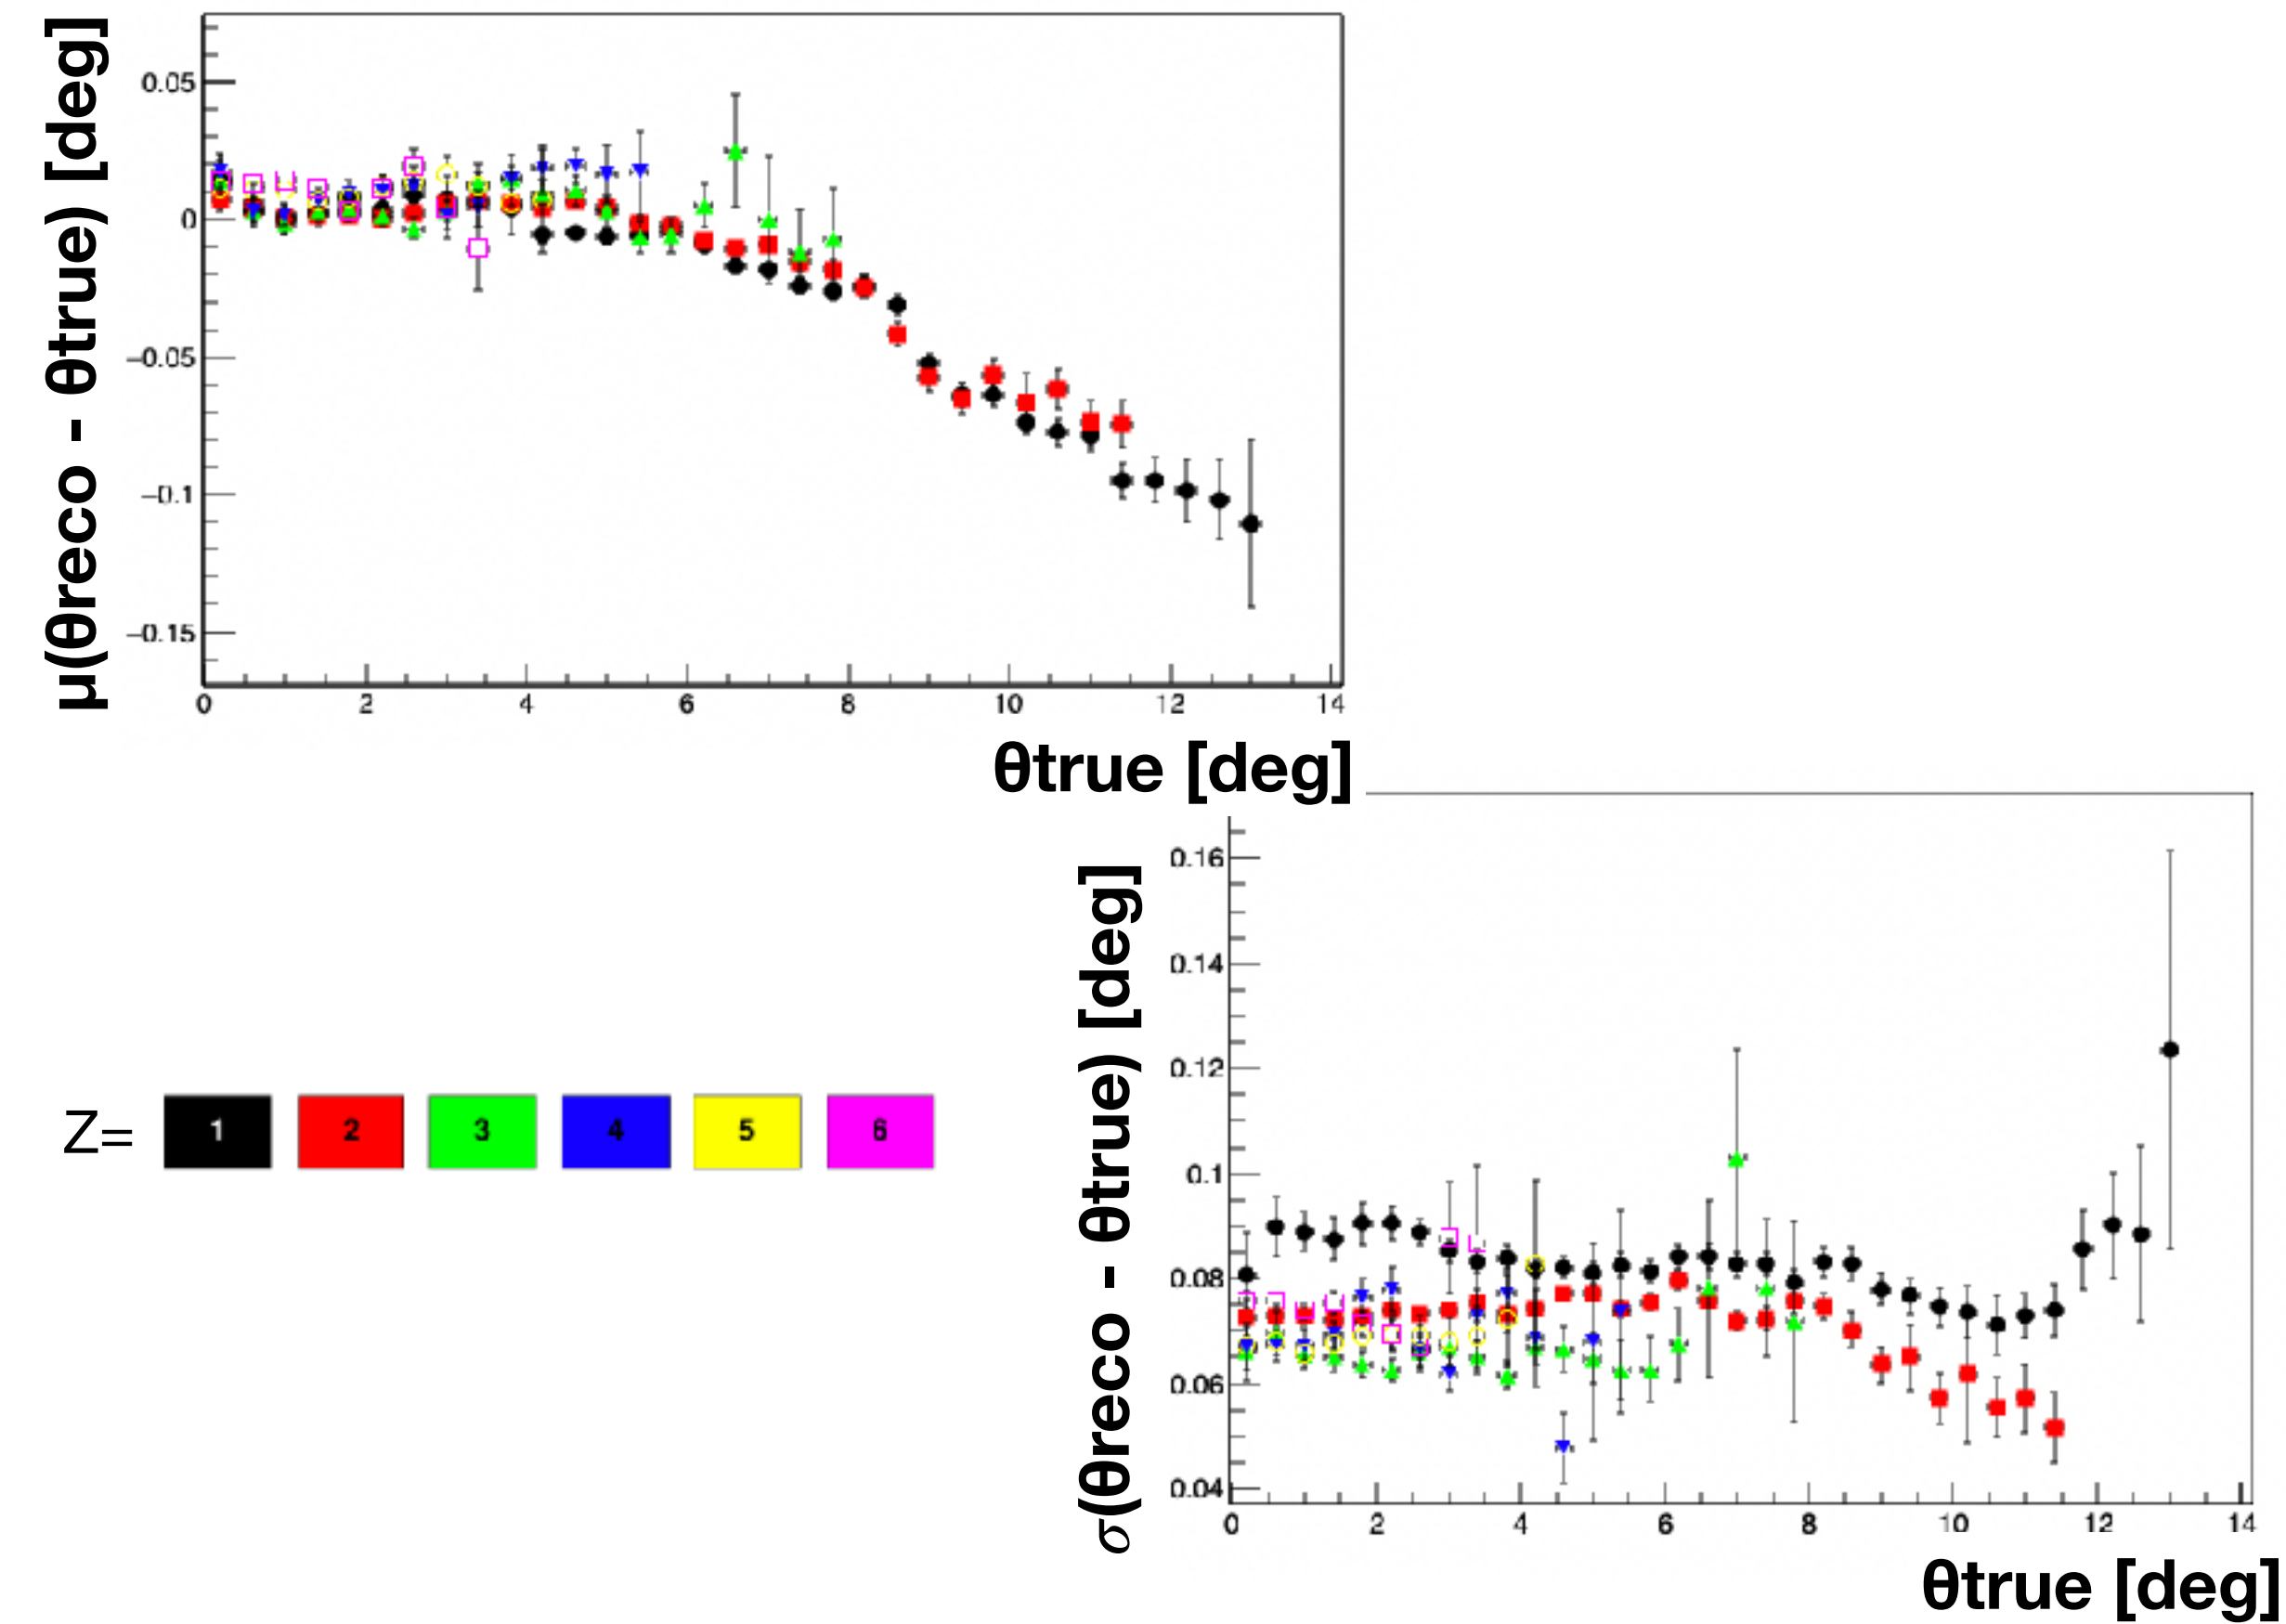 μ(θreco - θtrue) [deg]
0.05
0
−0.05
−0.1
−0.15
0 2 4 6 8 10 12 14
θtrue [deg]
σ(θreco - θtrue) [deg]
0.16
0.14
0.12
0.1
0.08
0.06
0.04
0 2 4 6 8 10 12 14
θtrue [deg]
Z= 1 2 3 4 5 6